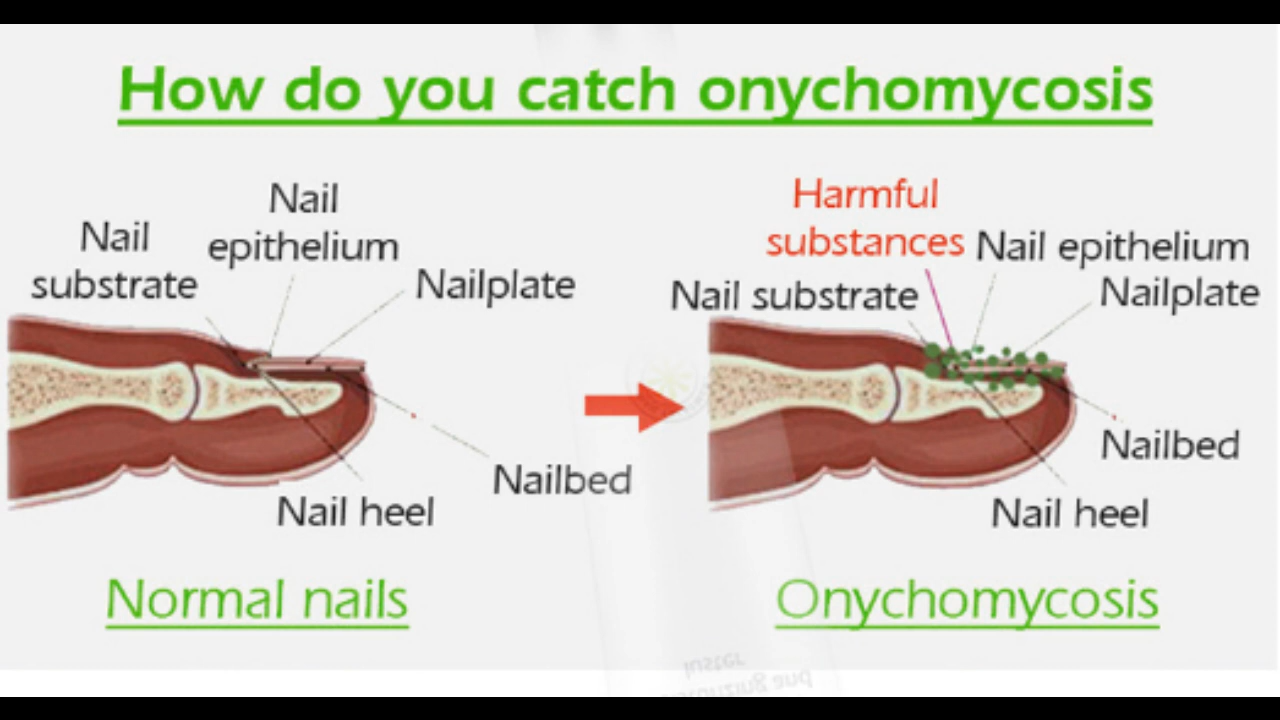 How do you catch onychomycosis
Nail
epithelium
Nail
substrate
Nailplate
Nailbed
Nail heel
Normal nails
Harmful
substances
Nail epithelium
Nailplate
Nail substrate
Nailbed
Nail heel
Onychomycosis